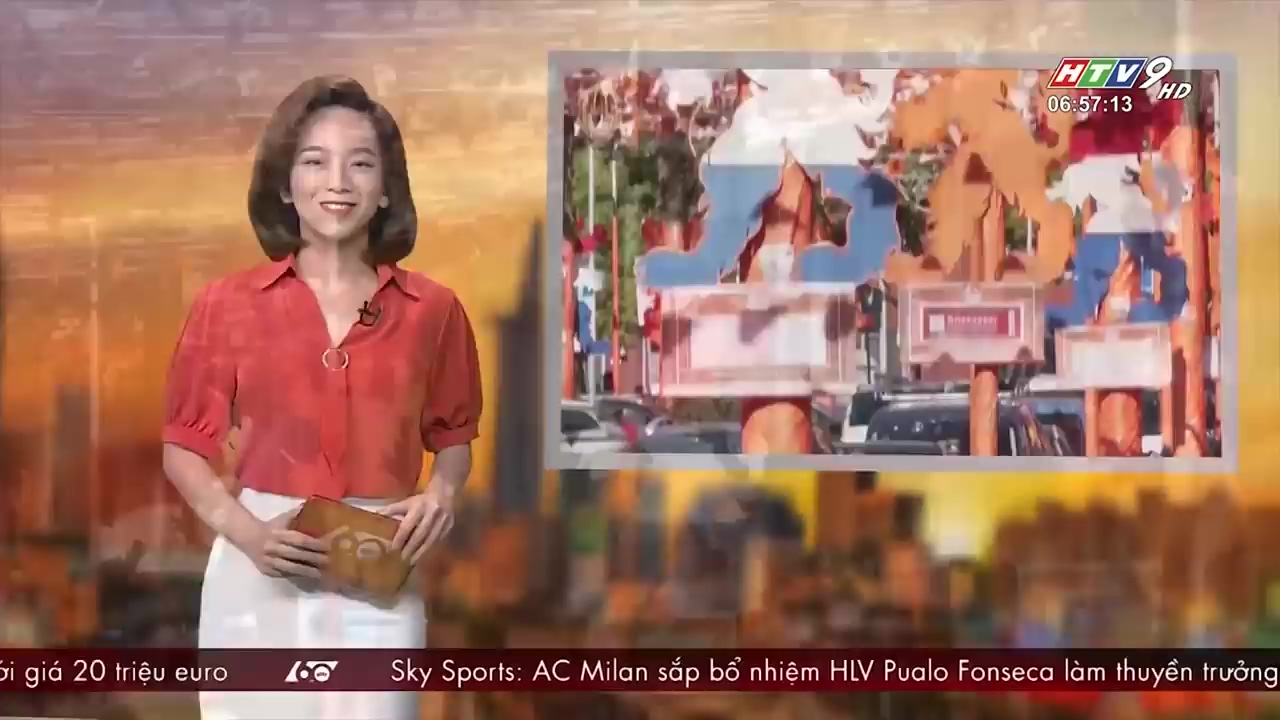 HTV9 HD
06:57:13
ới giá 20 triệu euro
60
Sky Sports: AC Milan sắp bổ nhiệm HLV Pualo Fonseca làm thuyền trưởng